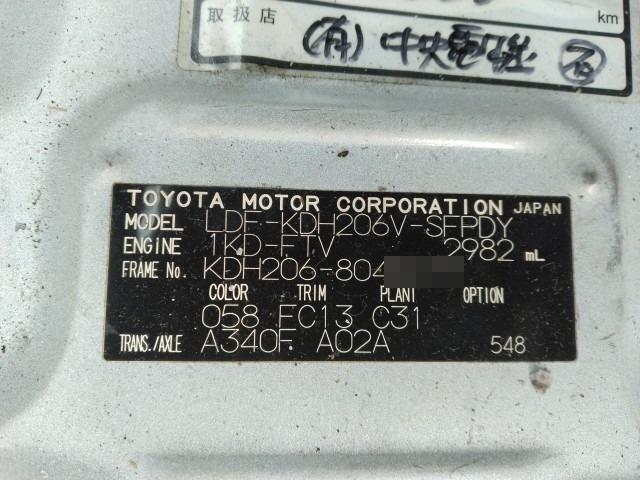 km
取扱店
(有)中央電機
TOYOTA MOTOR CORPORATION JAPAN
MODEL LDF-KDH206V-SFPDY
ENGINE 1KD-FTV 2982 mL
FRAME No. KDH206-804
COLOR TRIM PLANT OPTION
058 FC13 C31
TRANS./AXLE A340F A02A 548